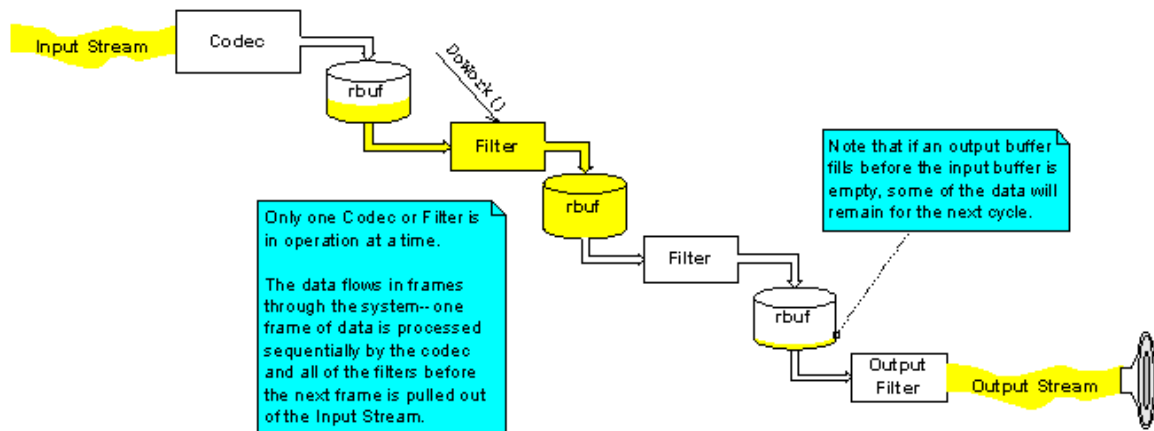 Input Stream
Codec
rbuf
DoWork()
Filter
rbuf
Note that if an output buffer
fills before the input buffer is
empty, some of the data will
remain for the next cycle.
Only one Codec or Filter is
in operation at a time.
The data flows in frames
through the system--one
frame of data is processed
sequentially by the codec
and all of the filters before
the next frame is pulled out
of the Input Stream.
Filter
rbuf
Output
Filter
Output Stream